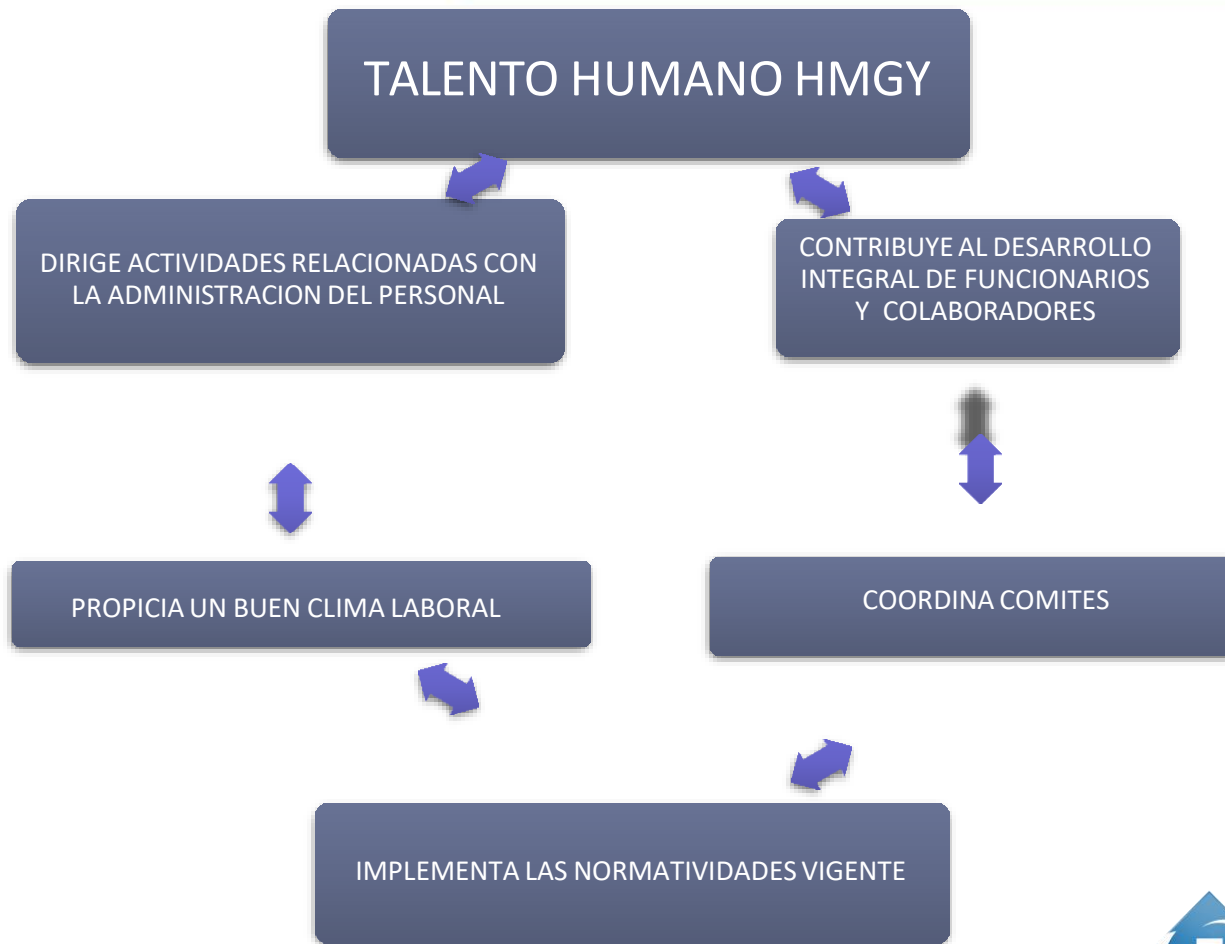 TALENTO HUMANO HMGY
DIRIGE ACTIVIDADES RELACIONADAS CON
LA ADMINISTRACION DEL PERSONAL
CONTRIBUYE AL DESARROLLO
INTEGRAL DE FUNCIONARIOS
Y COLABORADORES
PROPICIA UN BUEN CLIMA LABORAL
COORDINA COMITES
IMPLEMENTA LAS NORMATIVIDADES VIGENTE